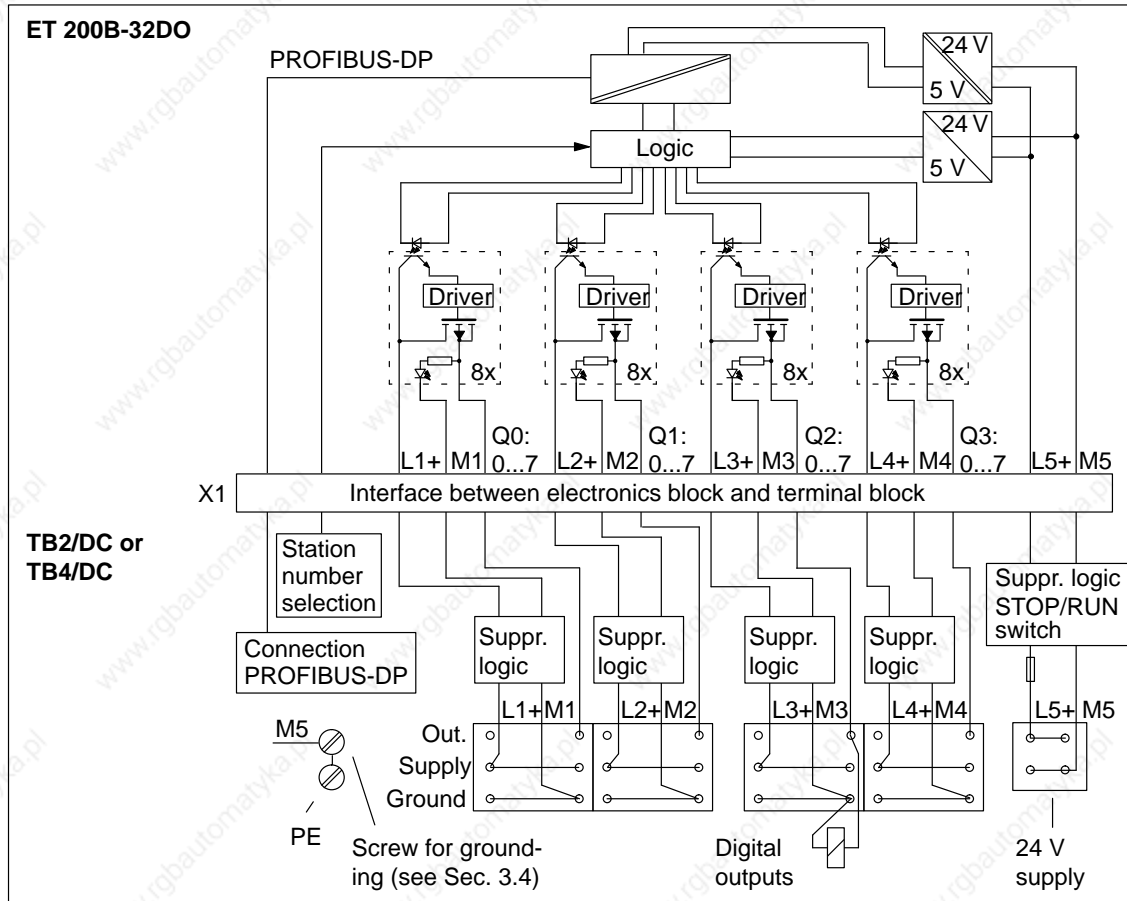 ET 200B-32DO
PROFIBUS-DP
24 V
5 V
24 V
5 V
Logic
Driver
Driver
Driver
Driver
8x
8x
8x
8x
Q0:
Q1:
Q2:
Q3:
L1+ M1 0...7 L2+ M2 0...7 L3+ M3 0...7 L4+ M4 0...7 L5+ M5
X1
Interface between electronics block and terminal block
TB2/DC or
TB4/DC
Station
number
selection
Connection
PROFIBUS-DP
Suppr.
logic
Suppr.
logic
Suppr.
logic
Suppr.
logic
Suppr. logic
STOP/RUN
switch
L1+ M1 L2+ M2 L3+ M3 L4+ M4 L5+ M5
Out.
Supply
Ground
M5
PE
Screw for ground-
ing (see Sec. 3.4)
Digital
outputs
24 V
supply
www.rgbautomatyka.pl